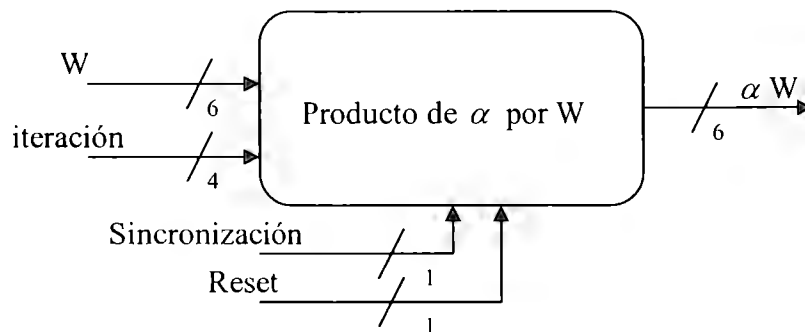 W
6
Producto de α por W
α W
6
iteración
4
Sincronización
1
Reset
1